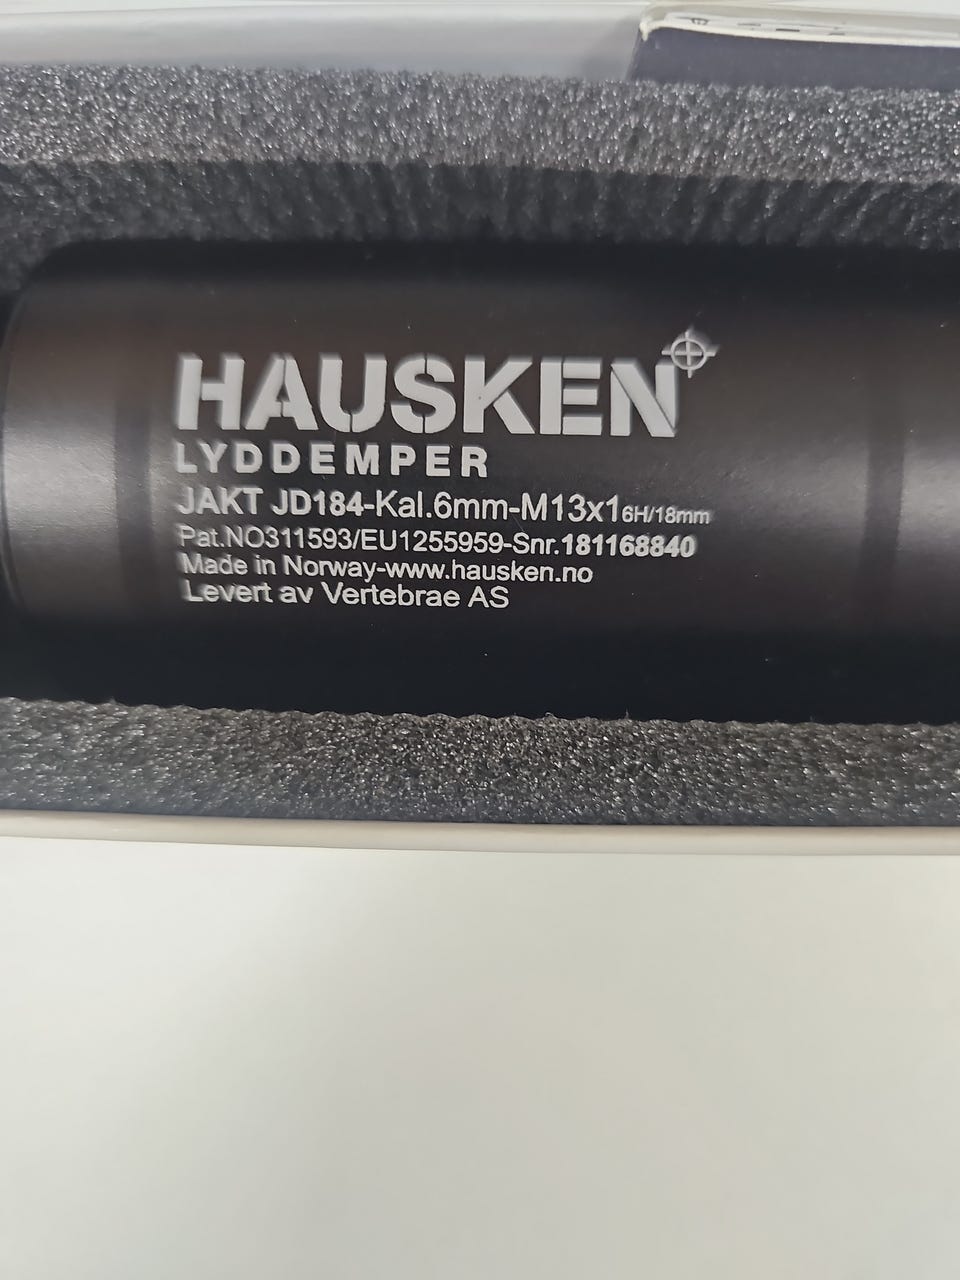 HAUSKEN
LYDDEMPER
JAKT JD184-Kal.6mm-M13x1 6H/18mm
Pat.NO311593/EU1255959-Snr.181168840
Made in Norway-www.hausken.no
Levert av Vertebrae AS